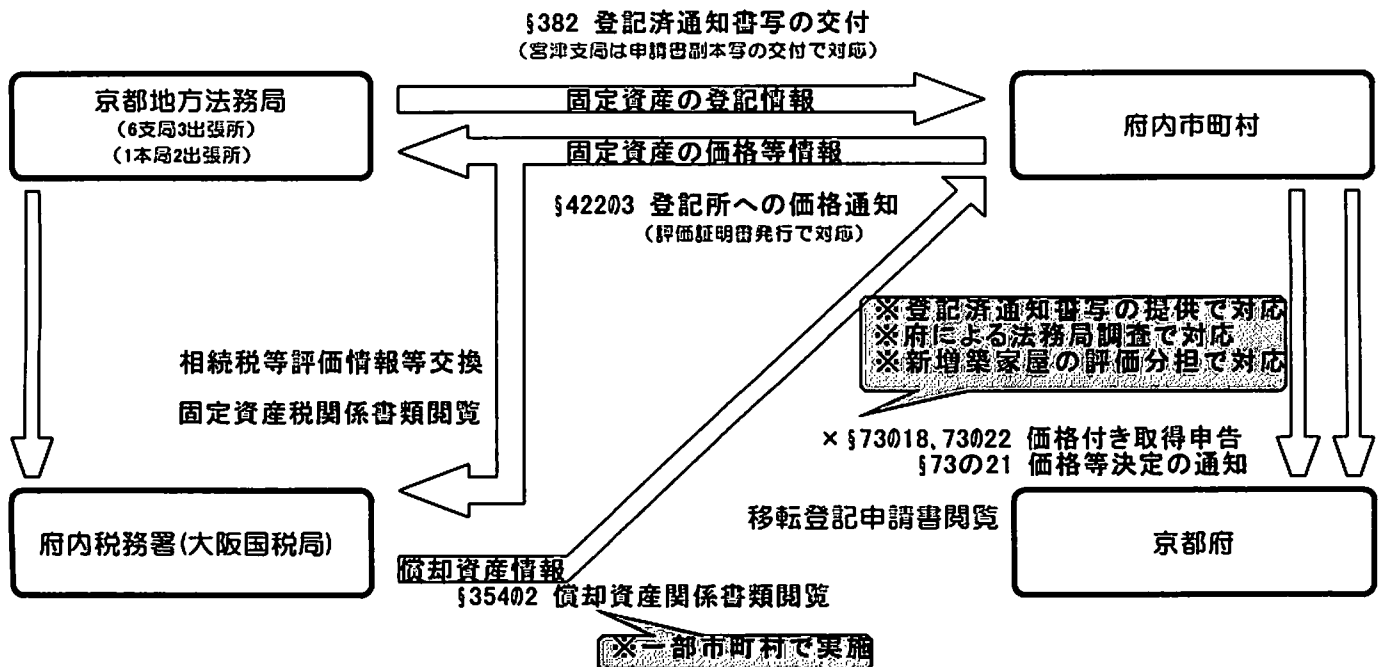 §382 登記済通知書写の交付
(宮津支局は申請書副本写の交付で対応)
京都地方法務局
(6支局3出張所)
(1本局2出張所)
固定資産の登記情報
府内市町村
固定資産の価格等情報
§422の3 登記所への価格通知
(評価証明書発行で対応)
※登記済通知書写の提供で対応
※府による法務局調査で対応
※新増築家屋の評価分担で対応
相続税等評価情報等交換
固定資産税関係書類閲覧
×§73の18、73の22 価格付き取得申告
§73の21 価格等決定の通知
移転登記申請書閲覧
府内税務署(大阪国税局)
京都府
償却資産情報
§354の2 償却資産関係書類閲覧
※一部市町村で実施